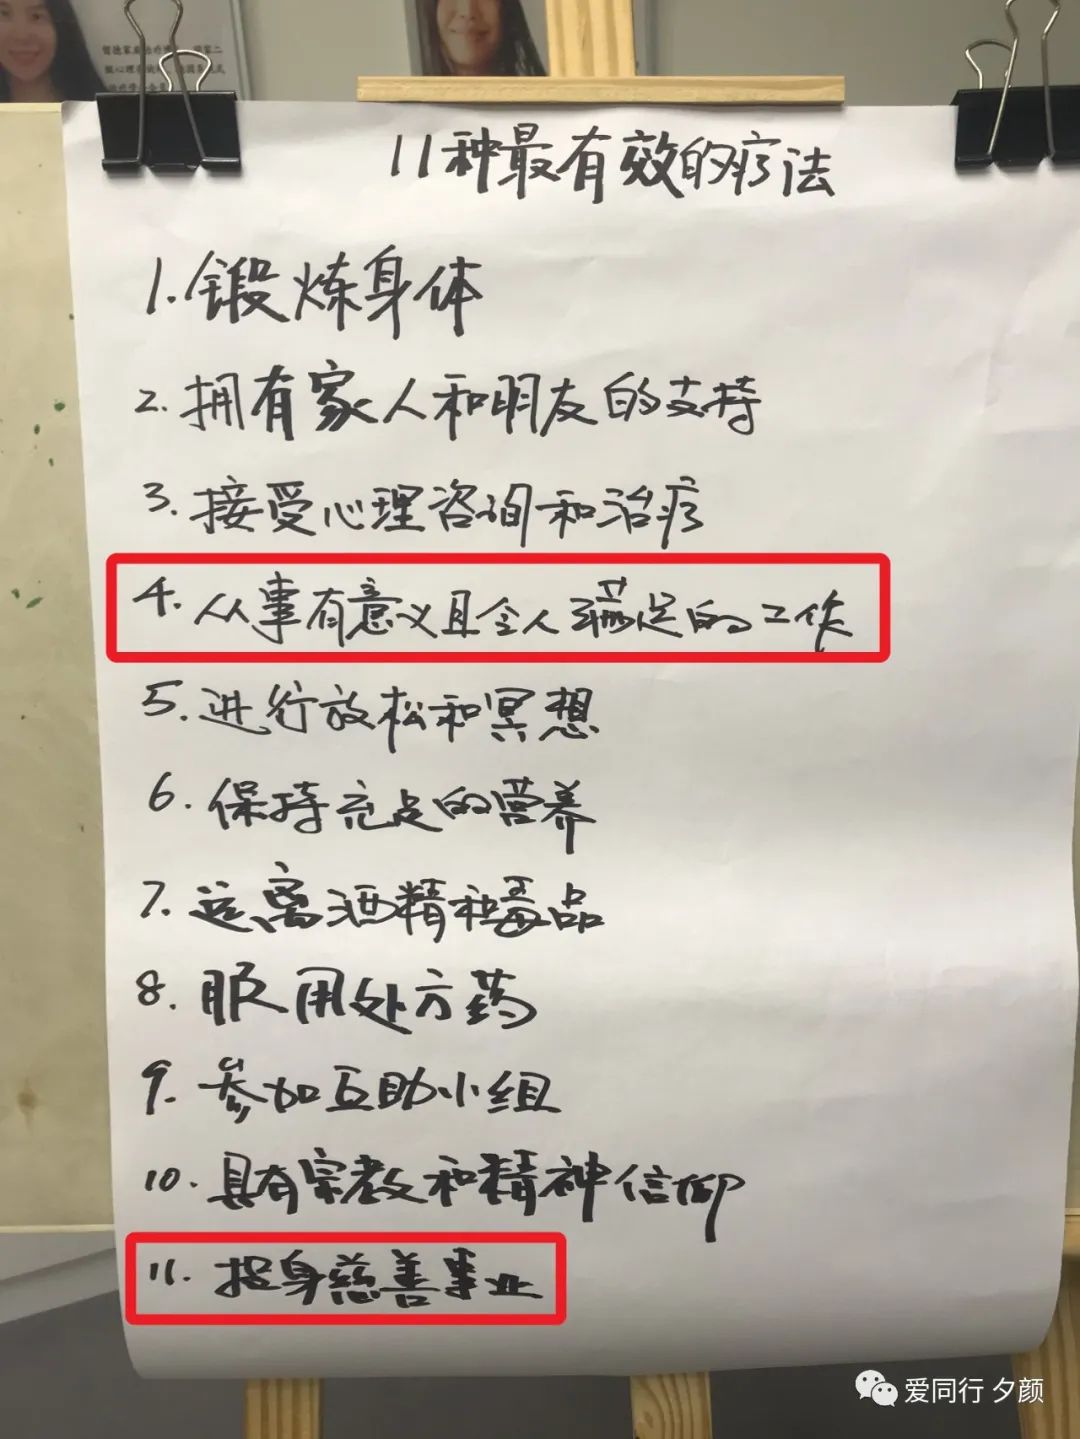 11种最有效的疗法
1.锻炼身体
2.拥有家人和朋友的支持
3.接受心理咨询和治疗
4.从事有意义且令人满足的工作
5.进行放松和冥想
6.保持充足的营养
7.远离酒精和毒品
8.服用处方药
9.参加互助小组
10.具有宗教和精神信仰
11.投身慈善事业
爱同行 夕颜